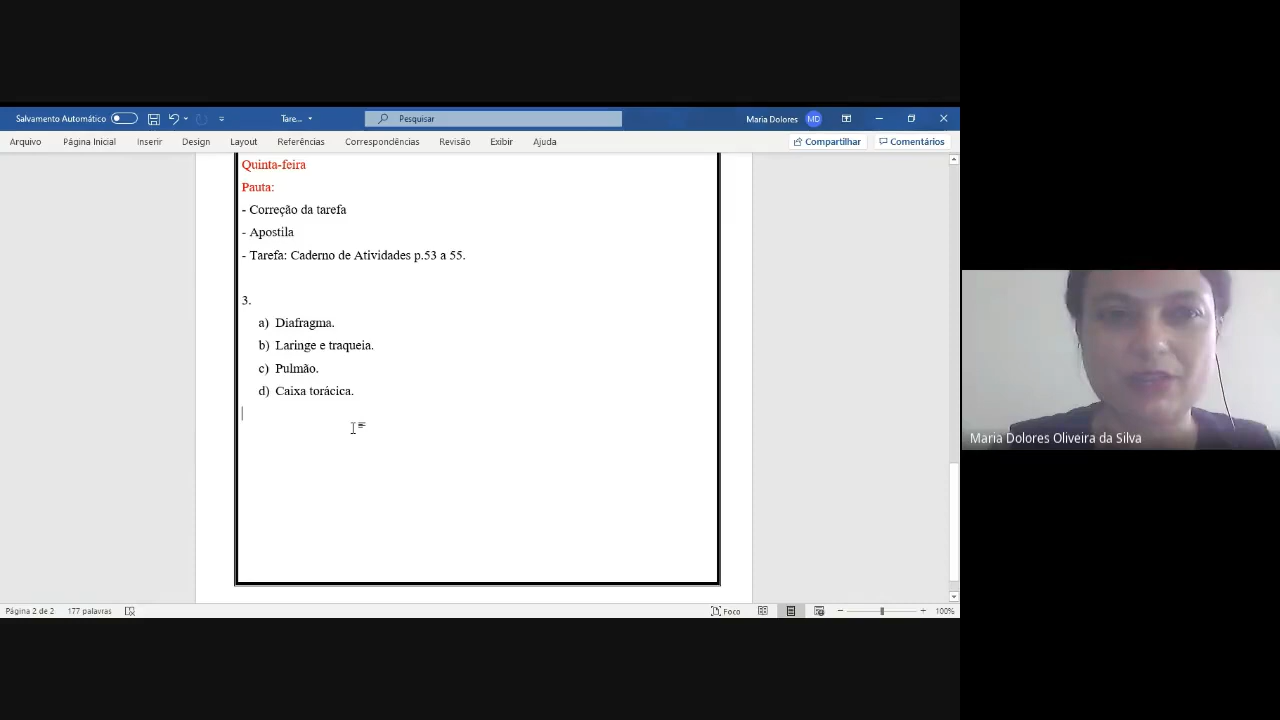 Salvamento Automático
Tare...
Pesquisar
Maria Dolores
MD
Arquivo
Página Inicial
Inserir
Design
Layout
Referências
Correspondências
Revisão
Exibir
Ajuda
Compartilhar
Comentários
Quinta-feira
Pauta:
- Correção da tarefa
- Apostila
- Tarefa: Caderno de Atividades p.53 a 55.
3.
a) Diafragma.
b) Laringe e traqueia.
c) Pulmão.
d) Caixa torácica.
Maria Dolores Oliveira da Silva
Página 2 de 2
177 palavras
Foco
100%